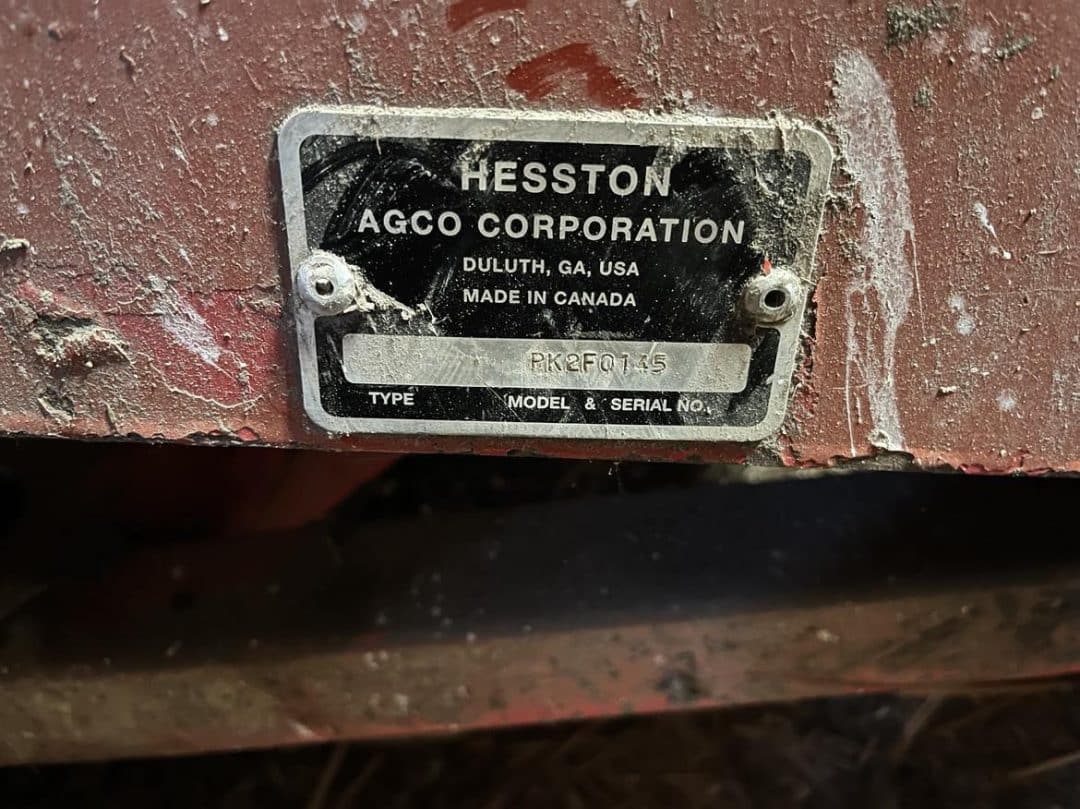 HESSTON
AGCO CORPORATION
DULUTH, GA, USA
MADE IN CANADA
PK2F0145
TYPE MODEL & SERIAL NO.